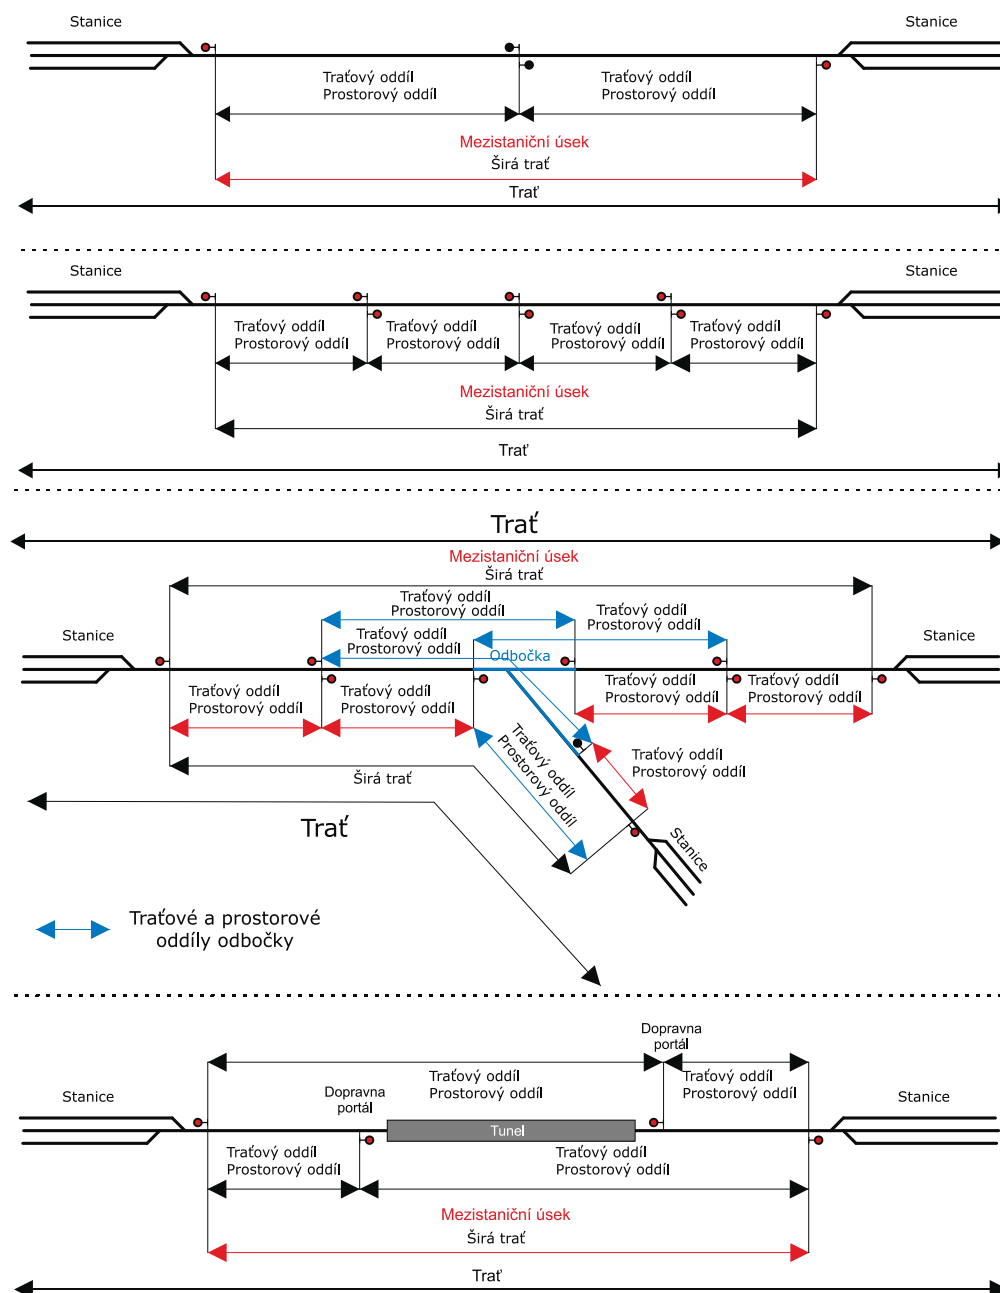 Stanice
Stanice
Traťový oddíl
Prostorový oddíl
Traťový oddíl
Prostorový oddíl
Mezistaniční úsek
Širá trať
Trať
Stanice
Stanice
Traťový oddíl
Prostorový oddíl
Traťový oddíl
Prostorový oddíl
Traťový oddíl
Prostorový oddíl
Traťový oddíl
Prostorový oddíl
Mezistaniční úsek
Širá trať
Trať
Trať
Mezistaniční úsek
Širá trať
Traťový oddíl
Prostorový oddíl
Traťový oddíl
Prostorový oddíl
Stanice
Traťový oddíl
Prostorový oddíl
Odbočka
Stanice
Traťový oddíl
Prostorový oddíl
Traťový oddíl
Prostorový oddíl
Traťový oddíl
Prostorový oddíl
Traťový oddíl
Prostorový oddíl
Traťový oddíl
Prostorový oddíl
Traťový oddíl
Prostorový oddíl
Širá trať
Trať
Stanice
Traťové a prostorové
oddíly odbočky
Dopravna
portál
Traťový oddíl
Prostorový oddíl
Traťový oddíl
Prostorový oddíl
Stanice
Dopravna
portál
Stanice
Tunel
Traťový oddíl
Prostorový oddíl
Traťový oddíl
Prostorový oddíl
Mezistaniční úsek
Širá trať
Trať